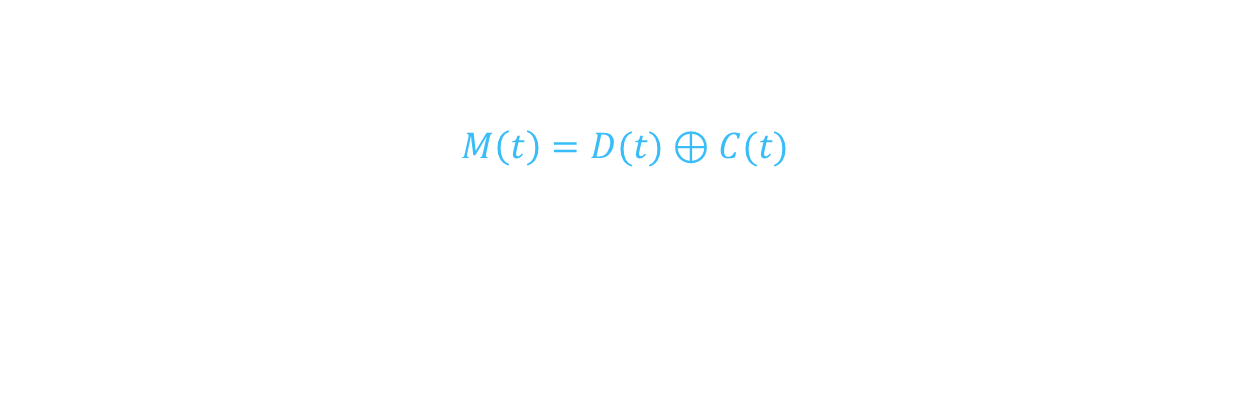 M(t) = D(t) ⊕ C(t)